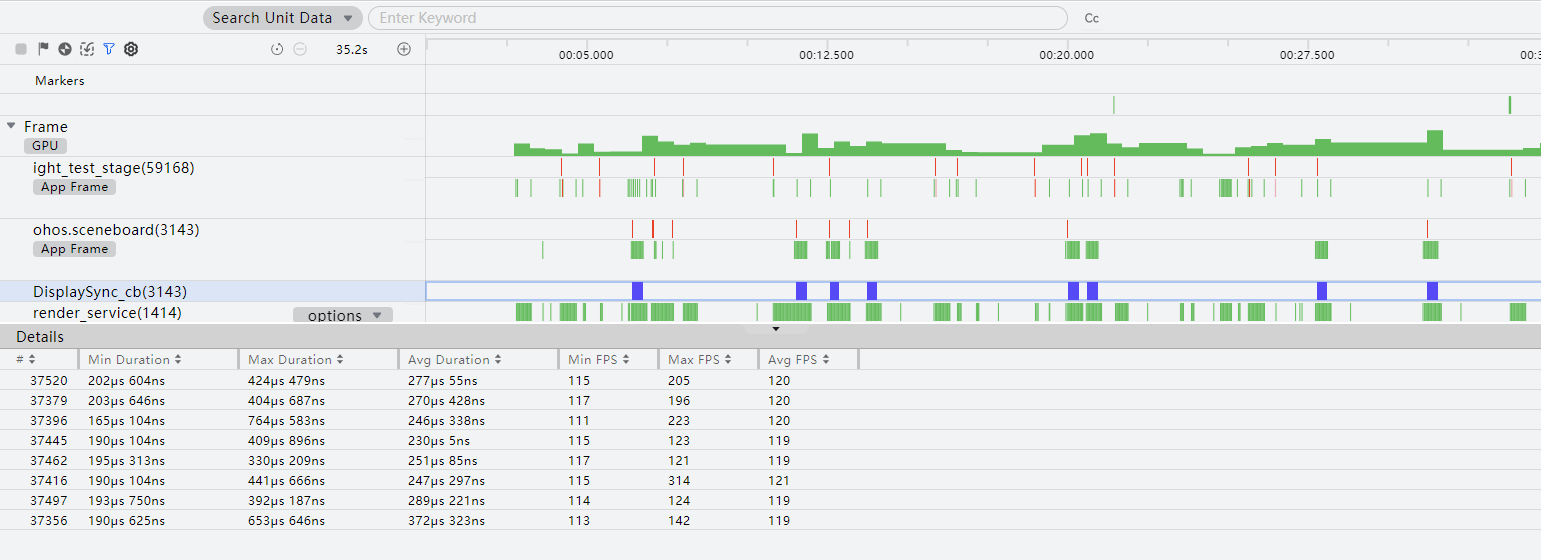 Search Unit Data Enter Keyword Cc
35.2s 00:05.000 00:12.500 00:20.000 00:27.500
Markers
Frame
GPU
ight_test_stage(59168)
App Frame
ohos.sceneboard(3143)
App Frame
DisplaySync_cb(3143)
render_service(1414) options
Details
# Min Duration Max Duration Avg Duration Min FPS Max FPS Avg FPS
37520 202μs 604ns 424μs 479ns 277μs 55ns 115 205 120
37379 203μs 646ns 404μs 687ns 270μs 428ns 117 196 120
37396 165μs 104ns 764μs 583ns 246μs 338ns 111 223 120
37445 190μs 104ns 409μs 896ns 230μs 5ns 115 123 119
37462 195μs 313ns 330μs 209ns 251μs 85ns 117 121 119
37416 190μs 104ns 441μs 666ns 247μs 297ns 115 314 121
37497 193μs 750ns 392μs 187ns 289μs 221ns 114 124 119
37356 190μs 625ns 653μs 646ns 372μs 323ns 113 142 119